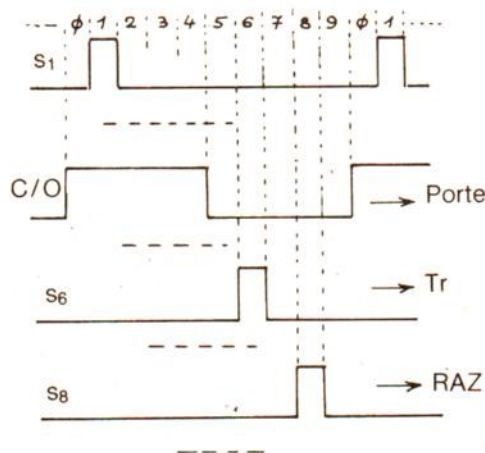 ϕ 1 2 3 4 5 6 7 8 9 ϕ 1
S1
C/O → Porte
S6 → Tr
S8 → RAZ